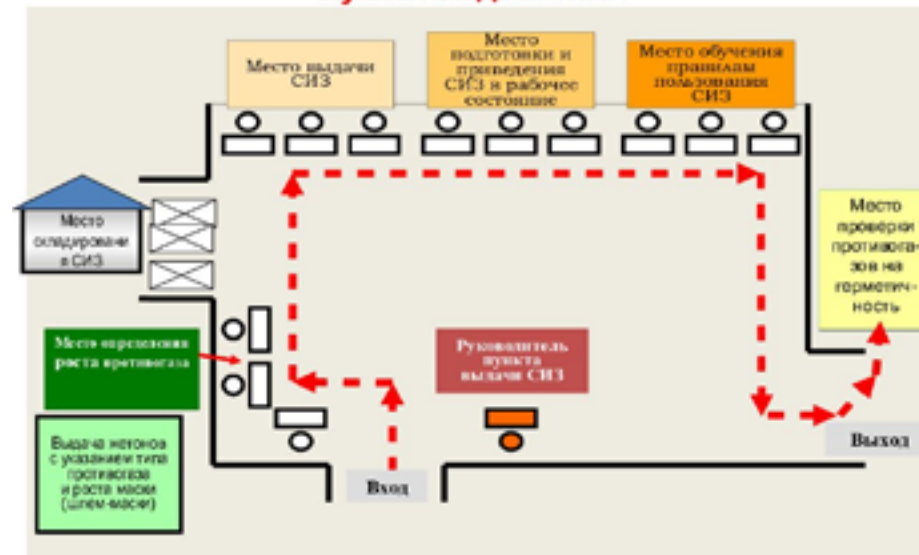 Место выдачи
СИЗ
Место
подготовки и
приведения
СИЗ в рабочее
состояние
Место обучения
правилам
пользования
СИЗ
Место
складировани
я СИЗ
Место
проверки
противога-
зов на
герметич-
ность
Место определения
роста противогаза
Руководитель
пункта
выдачи СИЗ
Выдача жетонов
с указанием типа
противогаза
и роста маски
(шлем-маски)
Вход
Выход